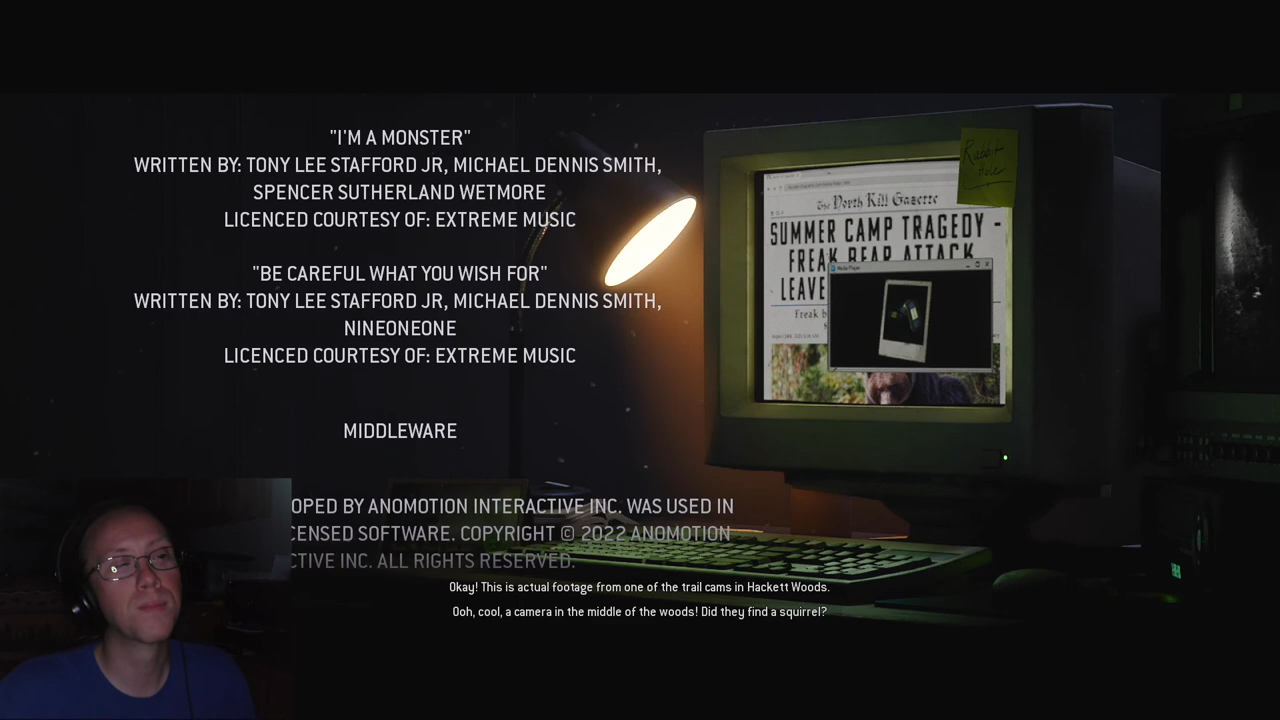 "I'M A MONSTER"
WRITTEN BY: TONY LEE STAFFORD JR, MICHAEL DENNIS SMITH,
SPENCER SUTHERLAND WETMORE
LICENCED COURTESY OF: EXTREME MUSIC
"BE CAREFUL WHAT YOU WISH FOR"
WRITTEN BY: TONY LEE STAFFORD JR, MICHAEL DENNIS SMITH,
NINEONEONE
LICENCED COURTESY OF: EXTREME MUSIC
MIDDLEWARE
OPED BY ANOMOTION INTERACTIVE INC. WAS USED IN
CENSED SOFTWARE. COPYRIGHT © 2022 ANOMOTION
CTIVE INC. ALL RIGHTS RESERVED.
Okay! This is actual footage from one of the trail cams in Hackett Woods.
Ooh, cool, a camera in the middle of the woods! Did they find a squirrel?
Rabbit
Hole
The North Kill Gazette
SUMMER CAMP TRAGEDY -
FREAK BEAR ATTACK
LEAVE
Media Player
Freak b